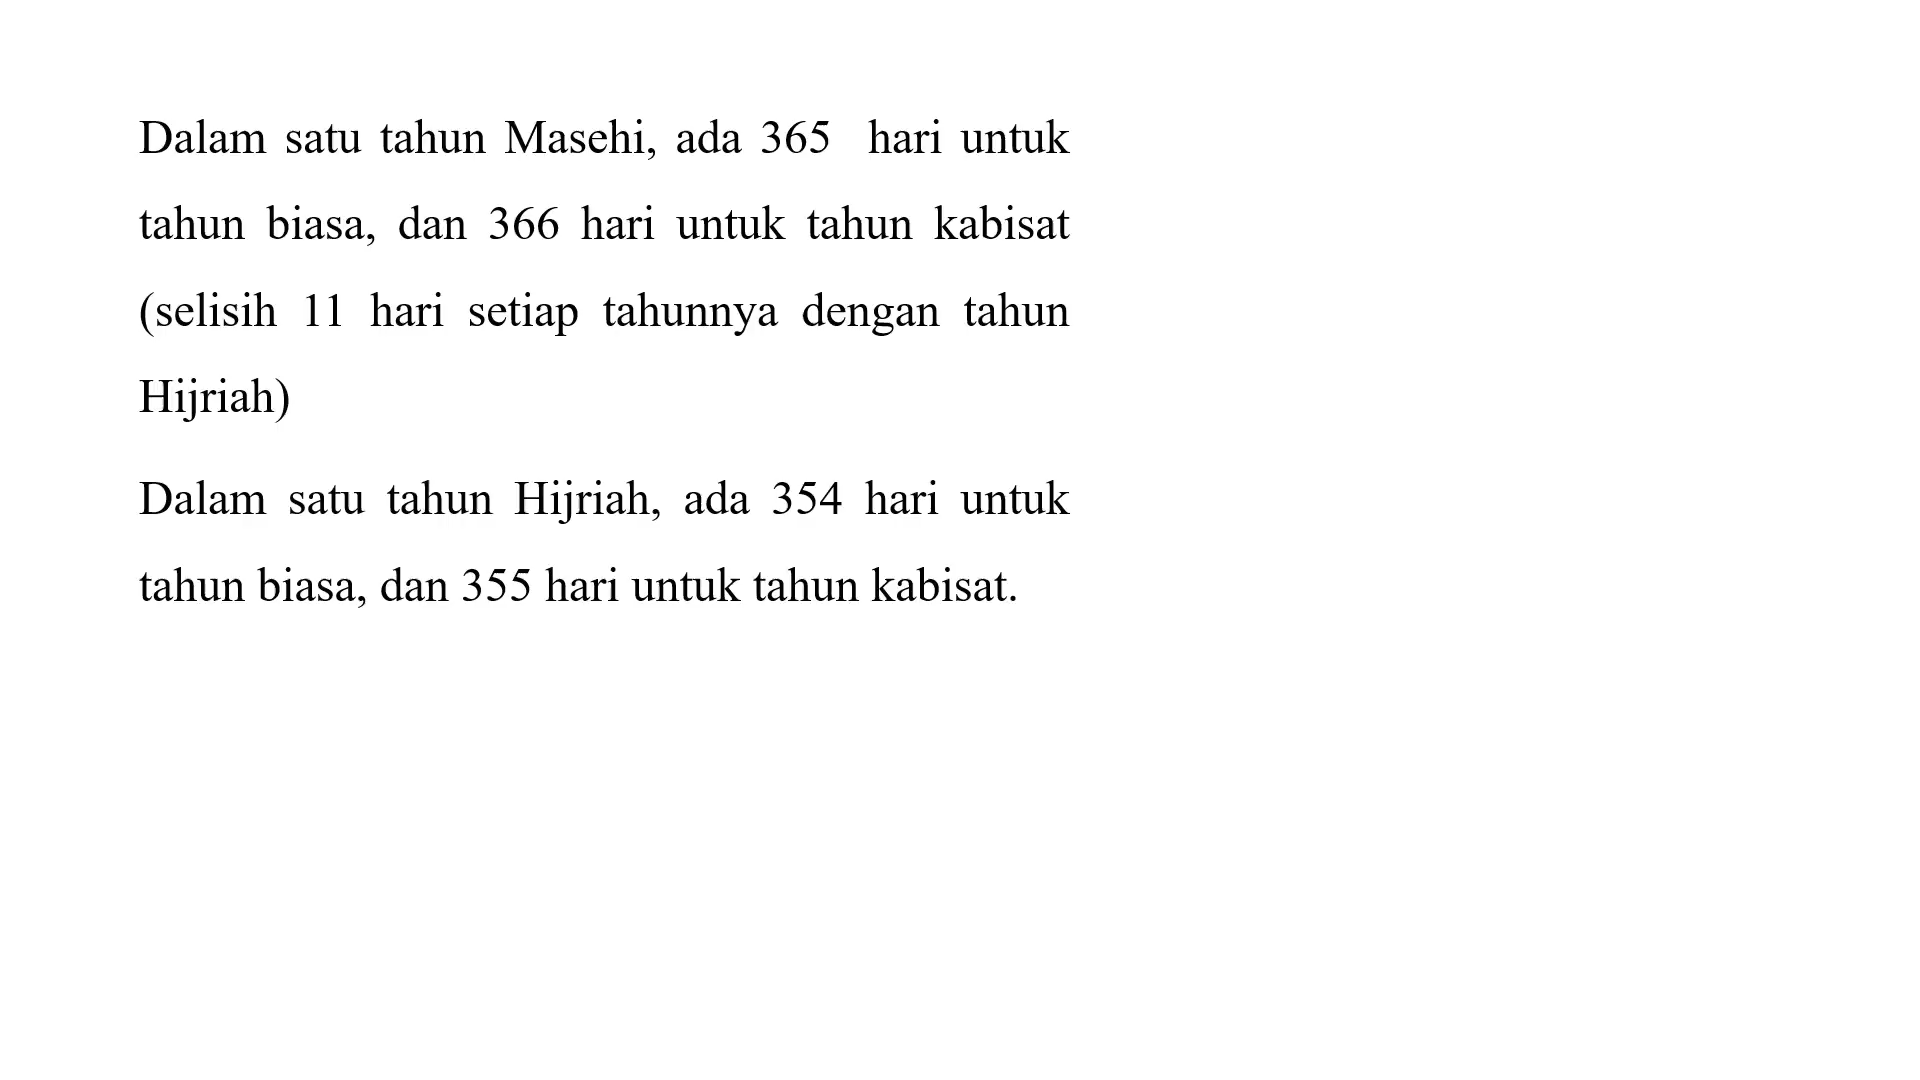 Dalam satu tahun Masehi, ada 365 hari untuk
tahun biasa, dan 366 hari untuk tahun kabisat
(selisih 11 hari setiap tahunnya dengan tahun
Hijriah)
Dalam satu tahun Hijriah, ada 354 hari untuk
tahun biasa, dan 355 hari untuk tahun kabisat.